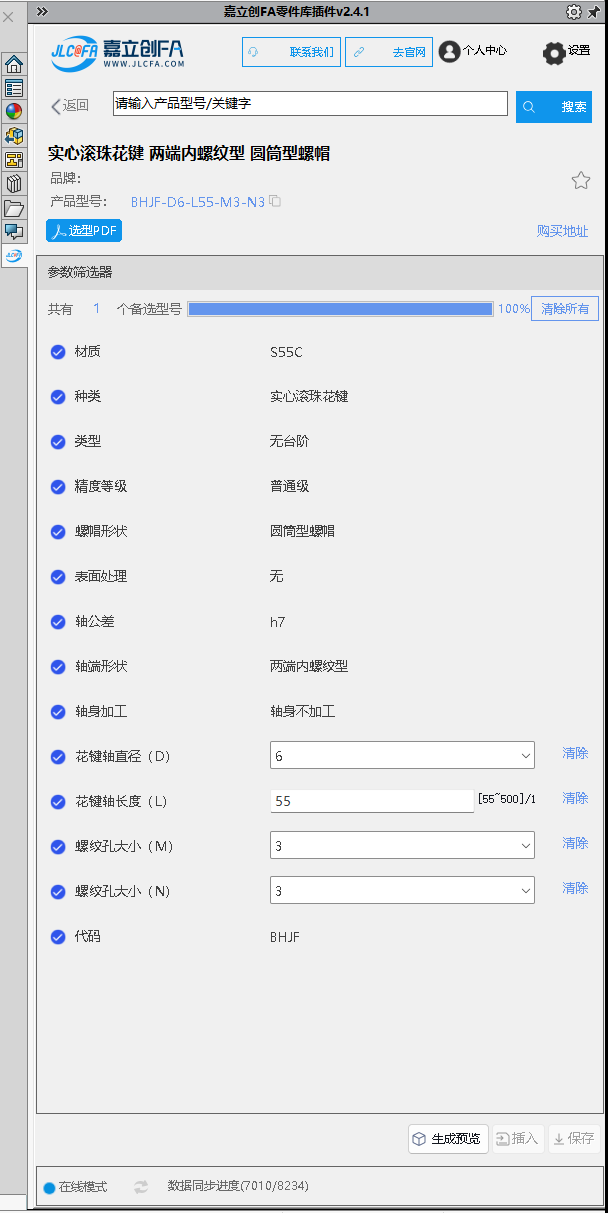 嘉立创FA零件库插件v2.4.1
JLC@FA 嘉立创FA
WWW.JLCFA.COM
联系我们 去官网 个人中心 设置
返回 请输入产品型号/关键字 搜索
实心滚珠花键 两端内螺纹型 圆筒型螺帽
品牌:
产品型号: BHJF-D6-L55-M3-N3
选型PDF 购买地址
参数筛选器
共有 1 个备选型号 100% 清除所有
材质 S55C
种类 实心滚珠花键
类型 无台阶
精度等级 普通级
螺帽形状 圆筒型螺帽
表面处理 无
轴公差 h7
轴端形状 两端内螺纹型
轴身加工 轴身不加工
花键轴直径（D） 6 清除
花键轴长度（L） 55 [55~500]/1 清除
螺纹孔大小（M） 3 清除
螺纹孔大小（N） 3 清除
代码 BHJF
生成预览 插入 保存
在线模式 数据同步进度(7010/8234)